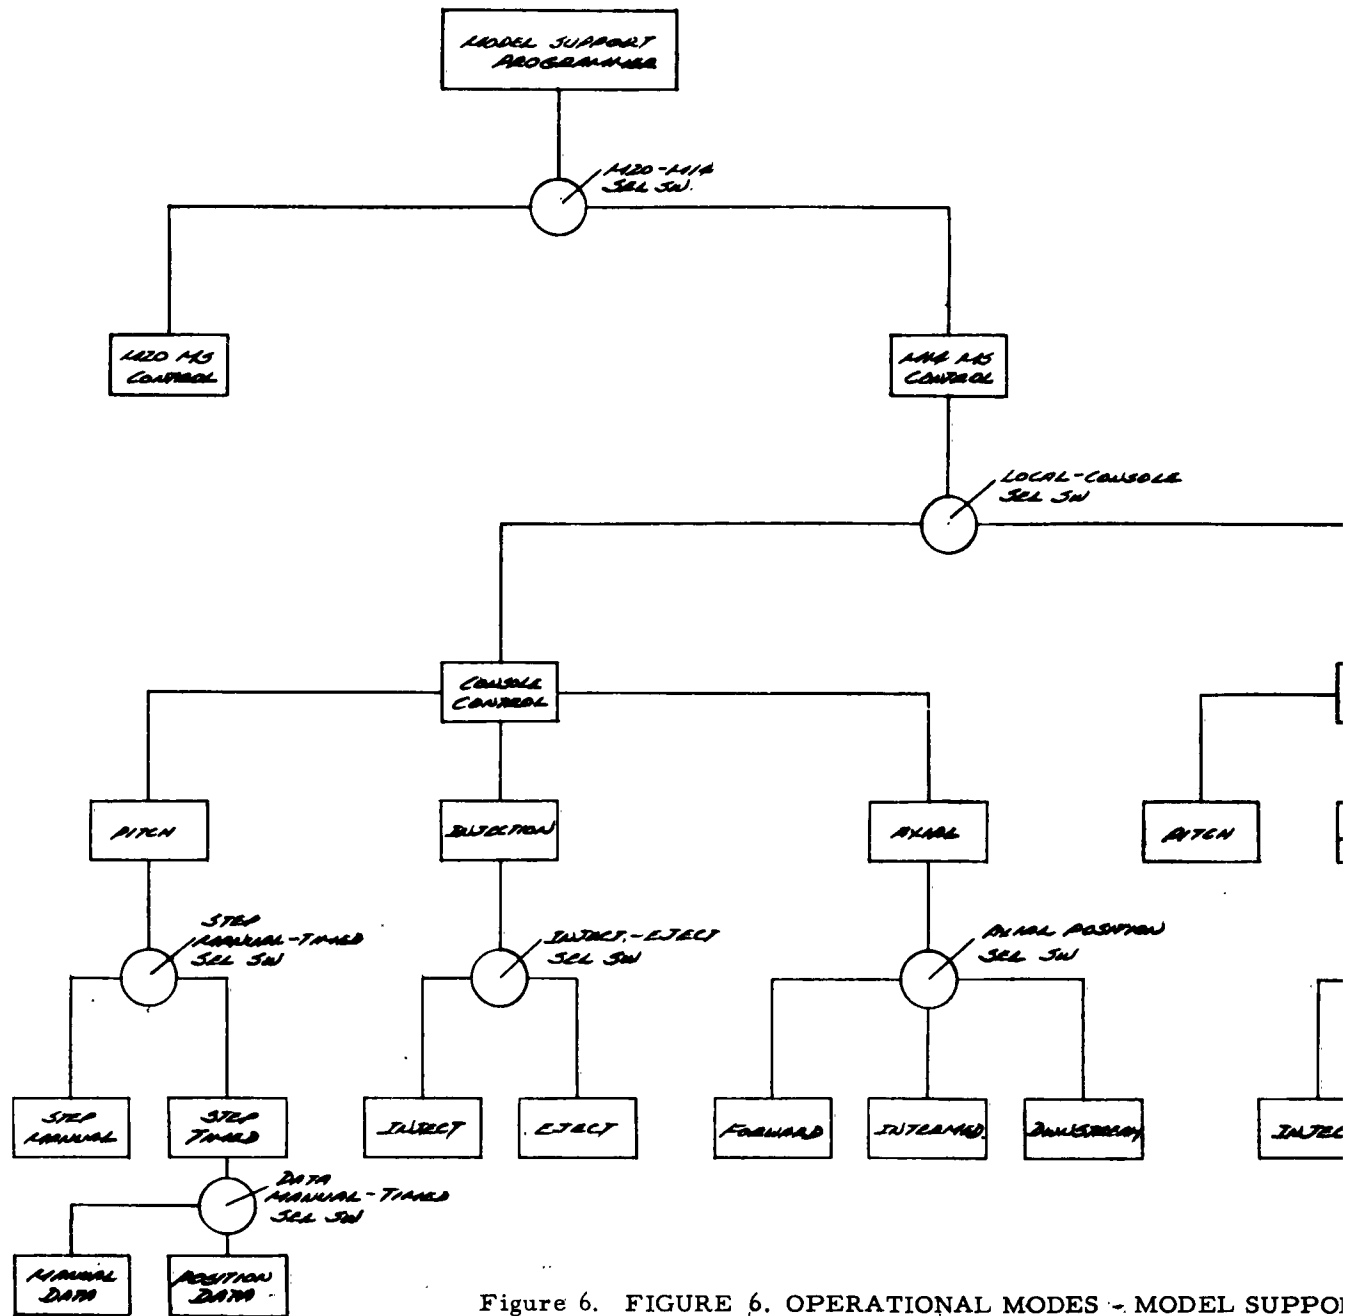 MODEL SUPPORT
PROGRAMMER
M20-M14
SEL SW.
M20 MS
CONTROL
M14 MS
CONTROL
LOCAL-CONSOLE
SEL SW
CONSOLE
CONTROL
PITCH
INJECTION
AXIAL
PITCH
STEP
MANUAL-TIMED
SEL SW
INJECT.-EJECT
SEL SW
AXIAL POSITION
SEL SW
STEP
MANUAL
STEP
TIMED
INJECT
EJECT
FORWARD
INTERMED.
DOWNSTREAM
INJEC
DATA
MANUAL-TIMED
SEL SW
MANUAL
DATA
POSITION
DATA
Figure 6. FIGURE 6. OPERATIONAL MODES - MODEL SUPPO